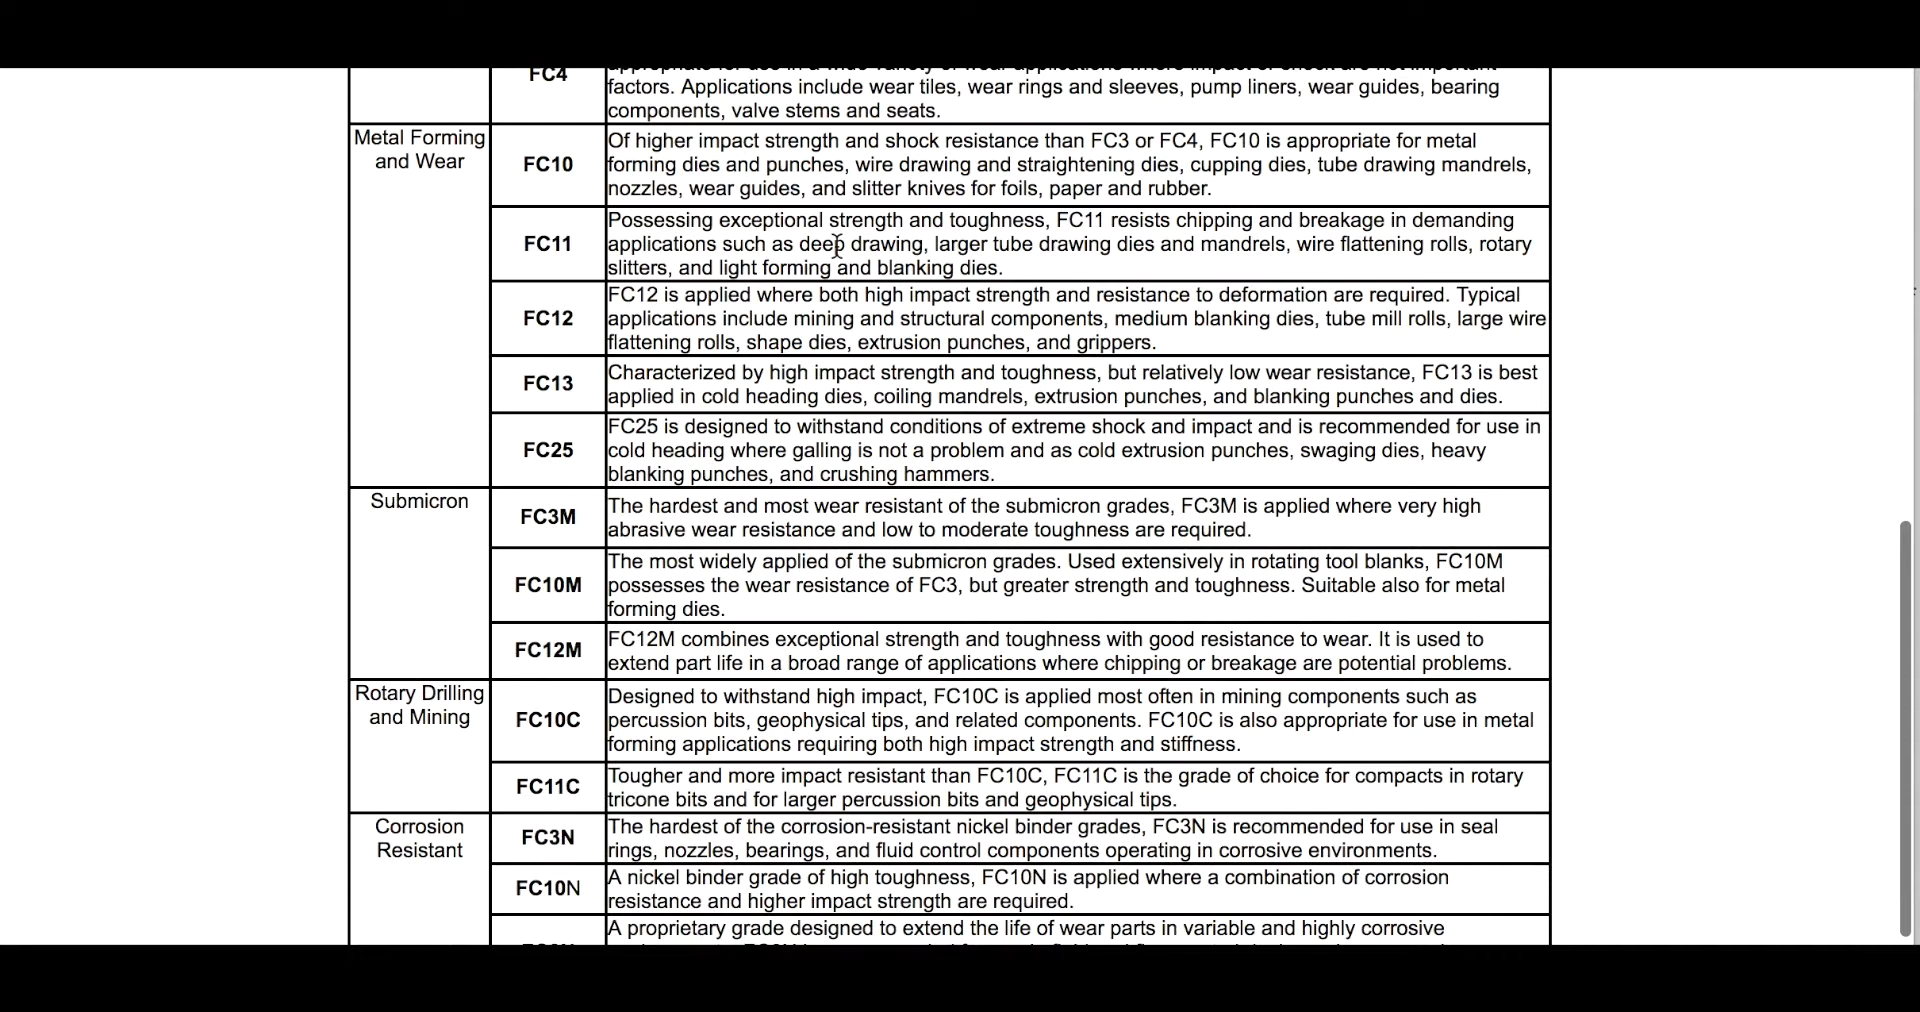 FC4
factors. Applications include wear tiles, wear rings and sleeves, pump liners, wear guides, bearing
components, valve stems and seats.
Metal Forming
and Wear
FC10
Of higher impact strength and shock resistance than FC3 or FC4, FC10 is appropriate for metal
forming dies and punches, wire drawing and straightening dies, cupping dies, tube drawing mandrels,
nozzles, wear guides, and slitter knives for foils, paper and rubber.
FC11
Possessing exceptional strength and toughness, FC11 resists chipping and breakage in demanding
applications such as deep drawing, larger tube drawing dies and mandrels, wire flattening rolls, rotary
slitters, and light forming and blanking dies.
FC12
FC12 is applied where both high impact strength and resistance to deformation are required. Typical
applications include mining and structural components, medium blanking dies, tube mill rolls, large wire
flattening rolls, shape dies, extrusion punches, and grippers.
FC13
Characterized by high impact strength and toughness, but relatively low wear resistance, FC13 is best
applied in cold heading dies, coiling mandrels, extrusion punches, and blanking punches and dies.
FC25
FC25 is designed to withstand conditions of extreme shock and impact and is recommended for use in
cold heading where galling is not a problem and as cold extrusion punches, swaging dies, heavy
blanking punches, and crushing hammers.
Submicron
FC3M
The hardest and most wear resistant of the submicron grades, FC3M is applied where very high
abrasive wear resistance and low to moderate toughness are required.
FC10M
The most widely applied of the submicron grades. Used extensively in rotating tool blanks, FC10M
possesses the wear resistance of FC3, but greater strength and toughness. Suitable also for metal
forming dies.
FC12M
FC12M combines exceptional strength and toughness with good resistance to wear. It is used to
extend part life in a broad range of applications where chipping or breakage are potential problems.
Rotary Drilling
and Mining
FC10C
Designed to withstand high impact, FC10C is applied most often in mining components such as
percussion bits, geophysical tips, and related components. FC10C is also appropriate for use in metal
forming applications requiring both high impact strength and stiffness.
FC11C
Tougher and more impact resistant than FC10C, FC11C is the grade of choice for compacts in rotary
tricone bits and for larger percussion bits and geophysical tips.
Corrosion
Resistant
FC3N
The hardest of the corrosion-resistant nickel binder grades, FC3N is recommended for use in seal
rings, nozzles, bearings, and fluid control components operating in corrosive environments.
FC10N
A nickel binder grade of high toughness, FC10N is applied where a combination of corrosion
resistance and higher impact strength are required.
A proprietary grade designed to extend the life of wear parts in variable and highly corrosive